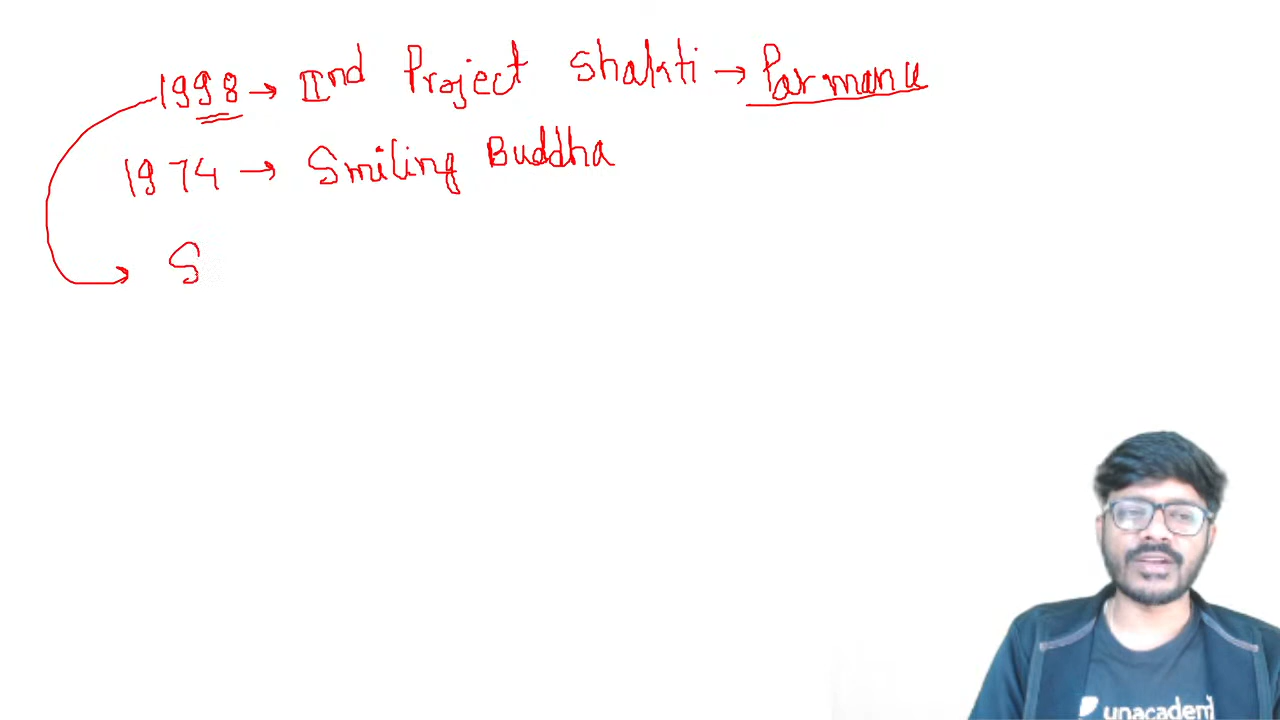 1998 → IInd Project Shakti → Parmanu
1974 → Smiling Buddha
S
unacadem